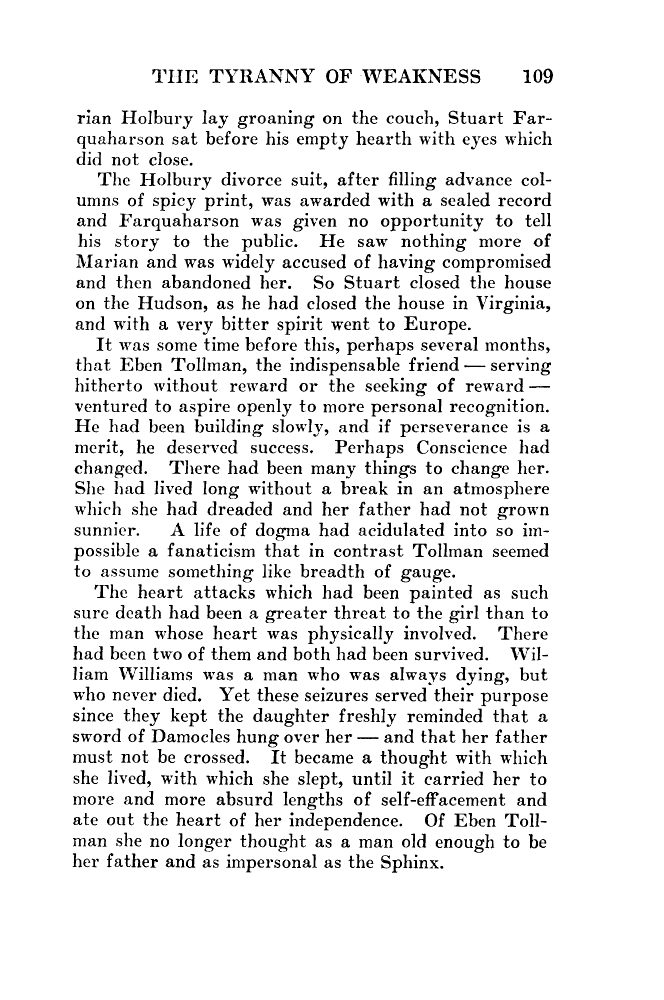 THE TYRANNY OF WEAKNESS 109
rian Holbury lay groaning on the couch, Stuart Far-
quaharson sat before his empty hearth with eyes which
did not close.
The Holbury divorce suit, after filling advance col-
umns of spicy print, was awarded with a sealed record
and Farquaharson was given no opportunity to tell
his story to the public. He saw nothing more of
Marian and was widely accused of having compromised
and then abandoned her. So Stuart closed the house
on the Hudson, as he had closed the house in Virginia,
and with a very bitter spirit went to Europe.
It was some time before this, perhaps several months,
that Eben Tollman, the indispensable friend — serving
hitherto without reward or the seeking of reward —
ventured to aspire openly to more personal recognition.
He had been building slowly, and if perseverance is a
merit, he deserved success. Perhaps Conscience had
changed. There had been many things to change her.
She had lived long without a break in an atmosphere
which she had dreaded and her father had not grown
sunnier. A life of dogma had acidulated into so im-
possible a fanaticism that in contrast Tollman seemed
to assume something like breadth of gauge.
The heart attacks which had been painted as such
sure death had been a greater threat to the girl than to
the man whose heart was physically involved. There
had been two of them and both had been survived. Wil-
liam Williams was a man who was always dying, but
who never died. Yet these seizures served their purpose
since they kept the daughter freshly reminded that a
sword of Damocles hung over her — and that her father
must not be crossed. It became a thought with which
she lived, with which she slept, until it carried her to
more and more absurd lengths of self-effacement and
ate out the heart of her independence. Of Eben Toll-
man she no longer thought as a man old enough to be
her father and as impersonal as the Sphinx.